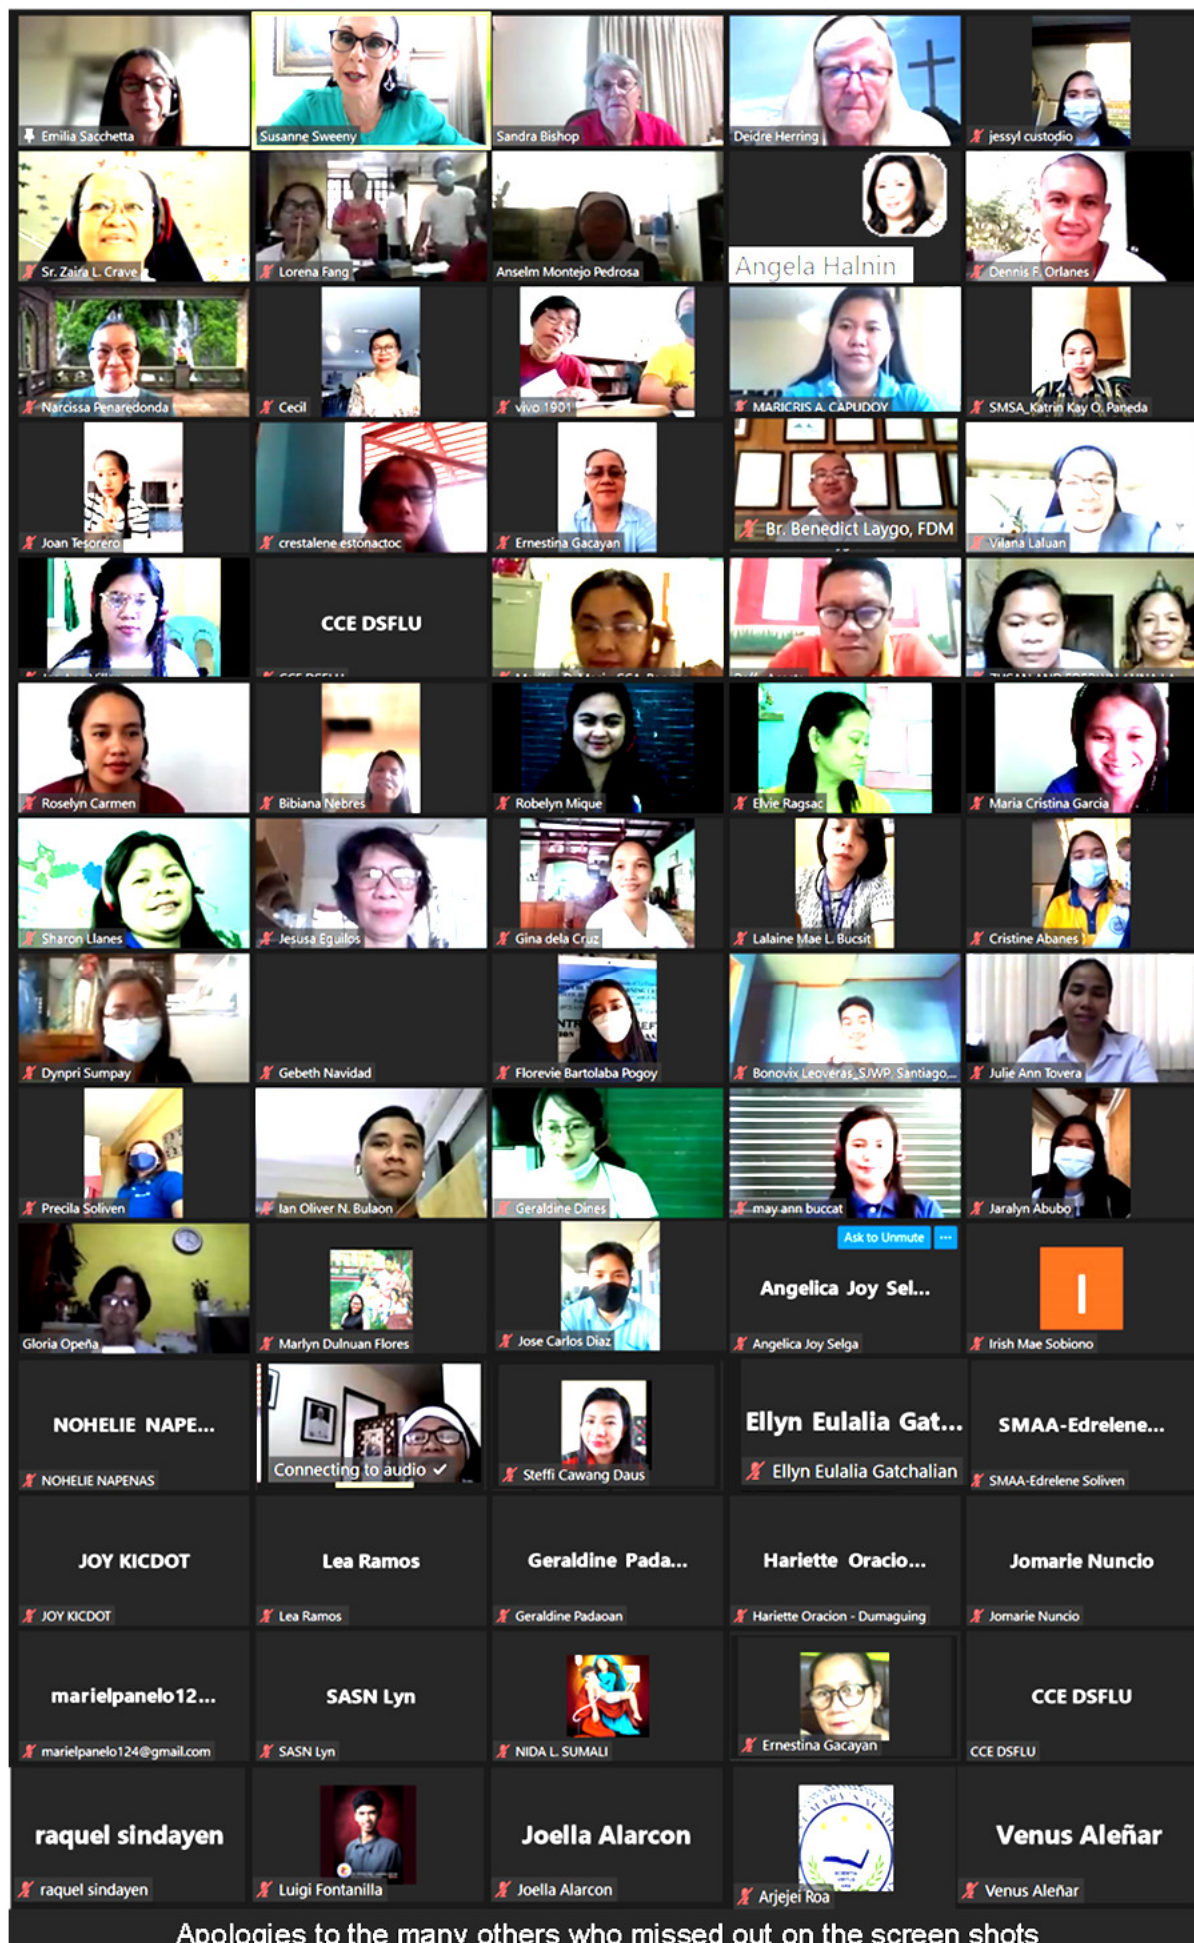 Emilia Sacchetta
Susanne Sweeny
Sandra Bishop
Deidre Herring
jessyl custodio
Sr. Zaira L. Crave
Lorena Fang
Anselm Montejo Pedrosa
Angela Halnin
Dennis F. Orlanes
Narcissa Penaredonda
Cecil
vivo 1901
MARICRIS A. CAPUDOY
SMSA_Katrin Kay O. Paneda
Joan Tesorero
crestalene estonactoc
Ernestina Gacayan
Br. Benedict Laygo, FDM
Vilana Laluan
CCE DSFLU
CCE DSFLU
Roselyn Carmen
Bibiana Nebres
Robelyn Mique
Elvie Ragsac
Maria Cristina Garcia
Sharon Llanes
Jesusa Eguilos
Gina dela Cruz
Lalaine Mae L. Bucsit
Cristine Abanes
Dynpri Sumpay
Gebeth Navidad
Florevie Bartolaba Pogoy
Bonovix Leoveras_SJWP, Santiago,...
Julie Ann Tovera
Precila Soliven
Ian Oliver N. Bulaon
Geraldine Dines
may ann buccat
Jaralyn Abubo
Gloria Opeña
Marlyn Dulnuan Flores
Jose Carlos Diaz
Ask to Unmute ...
Angelica Joy Sel...
Angelica Joy Selga
I
Irish Mae Sobiono
NOHELIE NAPE...
NOHELIE NAPENAS
Connecting to audio
Steffi Cawang Daus
Ellyn Eulalia Gat...
Ellyn Eulalia Gatchalian
SMAA-Edrelene...
SMAA-Edrelene Soliven
JOY KICDOT
JOY KICDOT
Lea Ramos
Lea Ramos
Geraldine Pada...
Geraldine Padaoan
Hariette Oracio...
Hariette Oracion - Dumaguing
Jomarie Nuncio
Jomarie Nuncio
marielpanelo12...
marielpanelo124@gmail.com
SASN Lyn
SASN Lyn
NIDA L. SUMALI
Ernestina Gacayan
CCE DSFLU
CCE DSFLU
raquel sindayen
raquel sindayen
Luigi Fontanilla
Joella Alarcon
Joella Alarcon
Arjejei Roa
Venus Aleñar
Venus Aleñar
Apologies to the many others who missed out on the screen shots